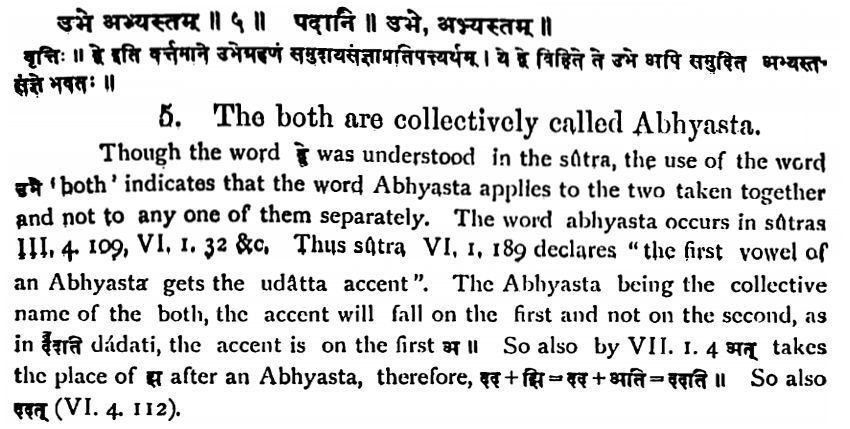 उभे अभ्यस्तम् ॥ ५ ॥ पदानि ॥ उभे, अभ्यस्तम् ॥
वृत्तिः ॥ द्वे इति वर्त्तमाने उभेग्रहणं समुदायसंज्ञाप्रतिपत्त्यर्थम् । ये द्वे विहिते ते उभे अपि समुदित अभ्यस्त-
संज्ञे भवतः ॥
5. The both are collectively called Abhyasta.
Though the word द्वे was understood in the sûtra, the use of the word
उभे 'both' indicates that the word Abhyasta applies to the two taken together
and not to any one of them separately. The word abhyasta occurs in sûtras
III, 4. 109, VI. 1. 32 &c, Thus sûtra VI, 1, 189 declares "the first vowel of
an Abhyasta gets the udâtta accent". The Abhyasta being the collective
name of the both, the accent will fall on the first and not on the second, as
in दँदाति dádati, the accent is on the first अ ॥ So also by VII. 1. 4 अत् takes
the place of झ after an Abhyasta, therefore, दद + झि = दद + अति = ददति ॥ So also
ददत् (VI. 4. 112).